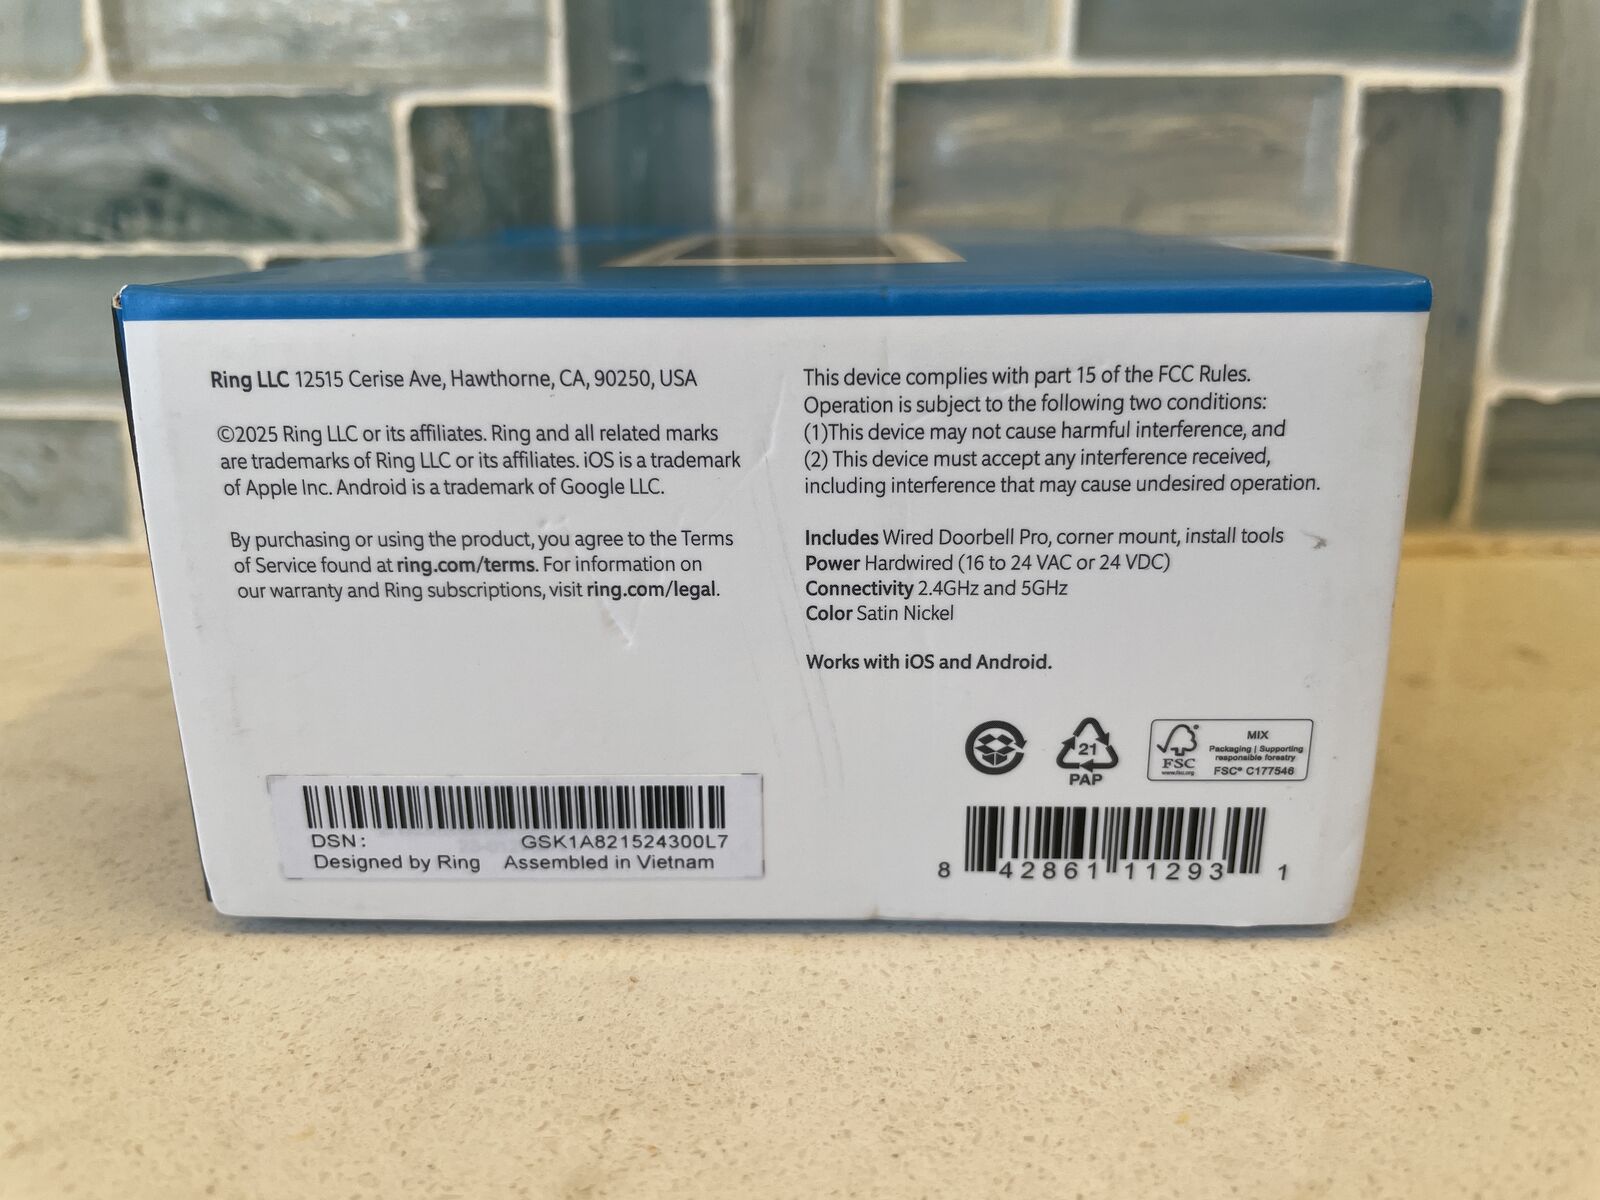 Ring LLC 12515 Cerise Ave, Hawthorne, CA, 90250, USA
©2025 Ring LLC or its affiliates. Ring and all related marks
are trademarks of Ring LLC or its affiliates. iOS is a trademark
of Apple Inc. Android is a trademark of Google LLC.
By purchasing or using the product, you agree to the Terms
of Service found at ring.com/terms. For information on
our warranty and Ring subscriptions, visit ring.com/legal.
DSN: GSK1A821524300L7
Designed by Ring Assembled in Vietnam
This device complies with part 15 of the FCC Rules.
Operation is subject to the following two conditions:
(1)This device may not cause harmful interference, and
(2) This device must accept any interference received,
including interference that may cause undesired operation.
Includes Wired Doorbell Pro, corner mount, install tools
Power Hardwired (16 to 24 VAC or 24 VDC)
Connectivity 2.4GHz and 5GHz
Color Satin Nickel
Works with iOS and Android.
21
PAP
FSC
www.fsc.org
MIX
Packaging | Supporting
responsible forestry
FSC® C177546
8 42861 11293 1